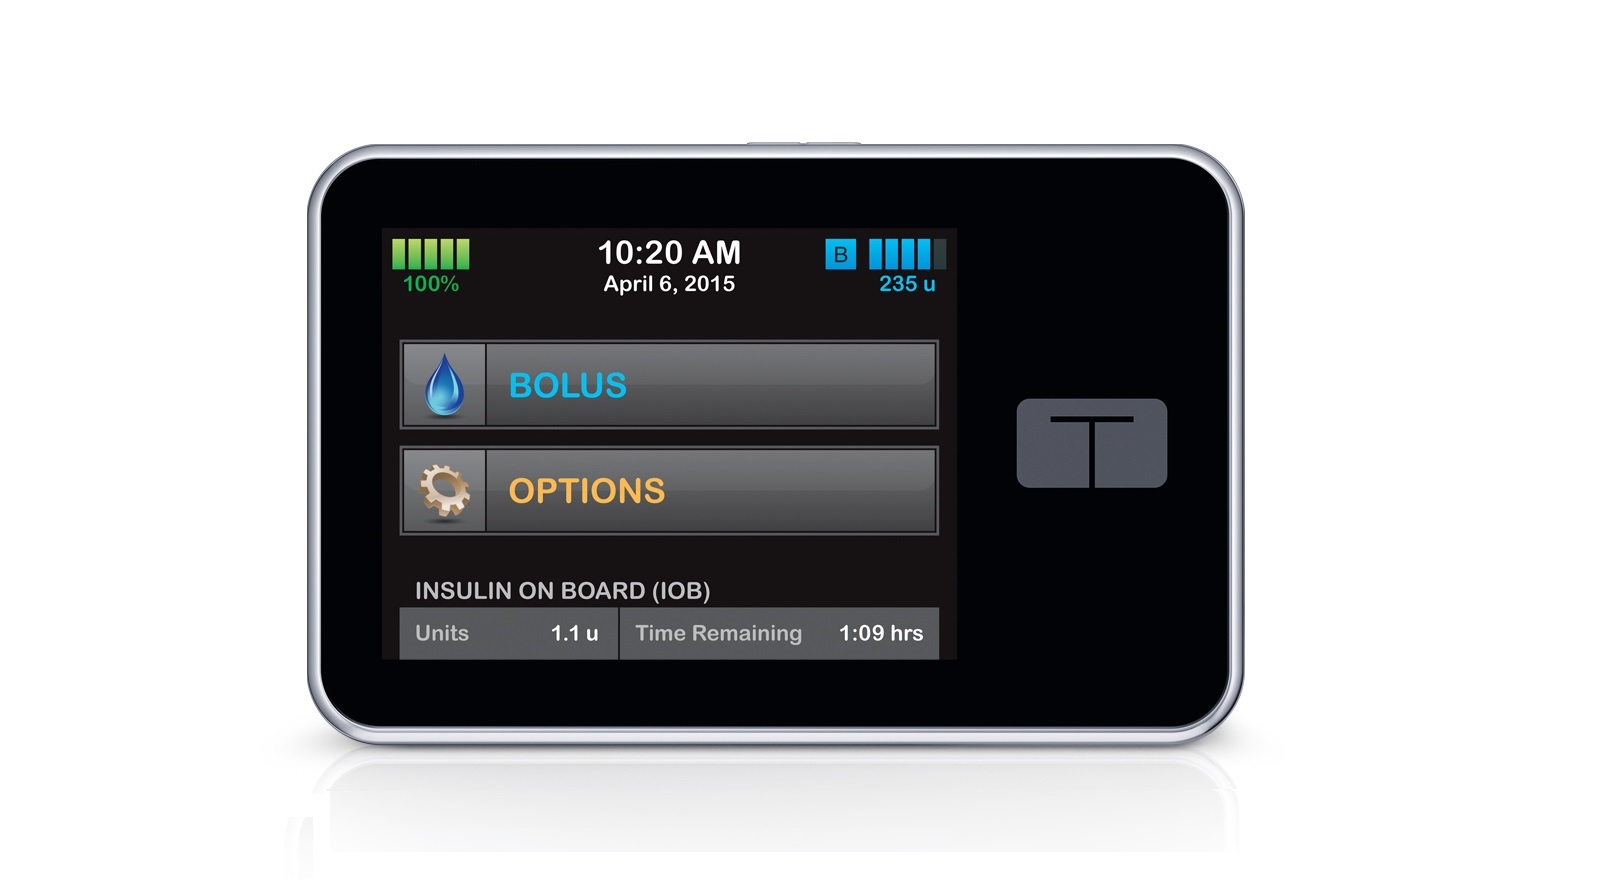 10:20 AM
April 6, 2015
100%
B
235 u
BOLUS
OPTIONS
INSULIN ON BOARD (IOB)
Units 1.1 u Time Remaining 1:09 hrs
T